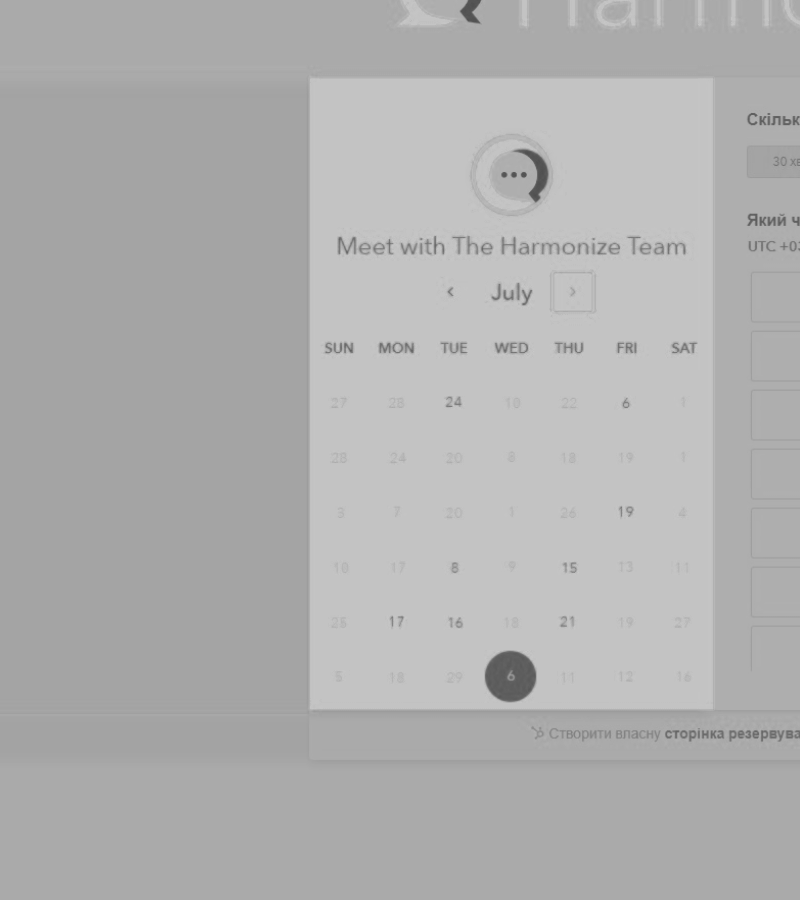 Harmo
Meet with The Harmonize Team
‹ July ›
SUN MON TUE WED THU FRI SAT
27 25 24 10 22 6 1
28 24 20 8 18 19 1
3 7 20 1 26 19 4
10 17 8 9 15 13 11
25 17 16 18 21 19 27
5 18 29 6 11 12 16
Скільк
30 хв
Який ч
UTC +03
Створити власну сторінка резервува